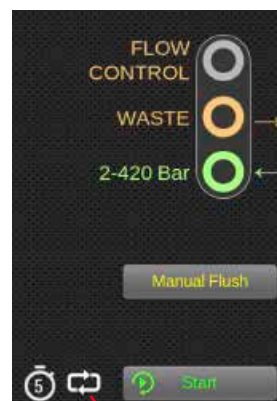 FLOW
CONTROL
WASTE
2-420 Bar
Manual Flush
5
Start